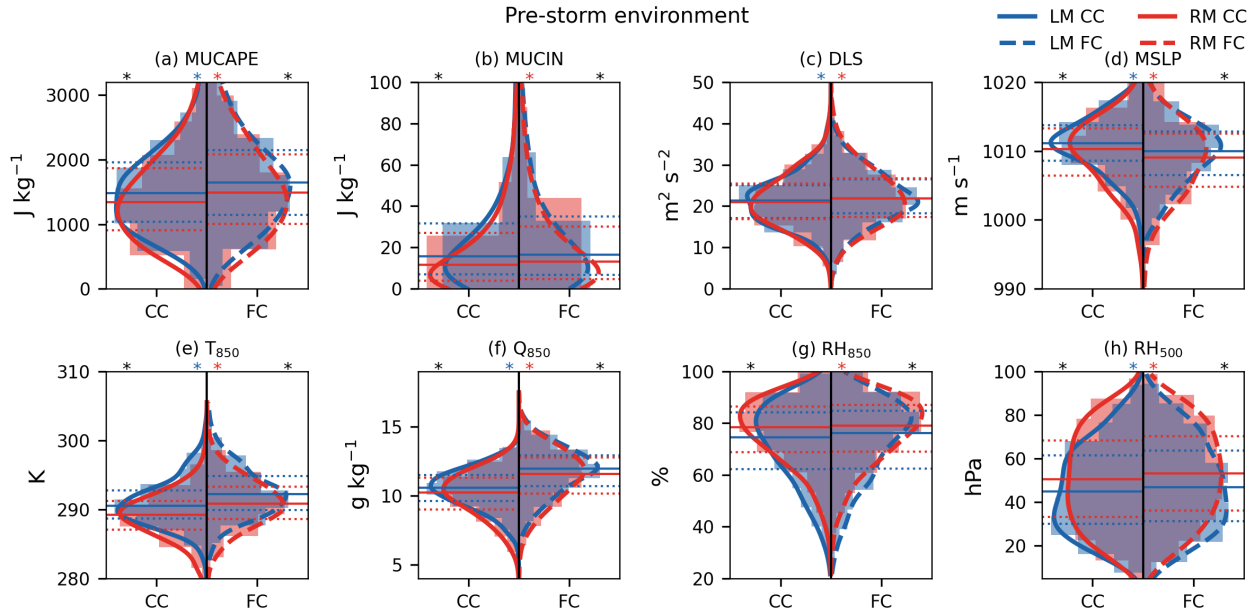 Pre-storm environment
LM CC
RM CC
LM FC
RM FC
(a) MUCAPE
(b) MUCIN
(c) DLS
(d) MSLP
* * * *
* * *
* *
* * * *
J kg⁻¹
3000
2000
1000
0
CC
FC
J kg⁻¹
100
80
60
40
20
0
CC
FC
m² s⁻²
50
40
30
20
10
0
CC
FC
m s⁻¹
1020
1010
1000
990
CC
FC
(e) T₈₅₀
(f) Q₈₅₀
(g) RH₈₅₀
(h) RH₅₀₀
* * * *
* * * *
* * *
* * * *
K
310
300
290
280
CC
FC
g kg⁻¹
15
10
5
CC
FC
%
100
80
60
40
20
CC
FC
hPa
100
80
60
40
20
CC
FC